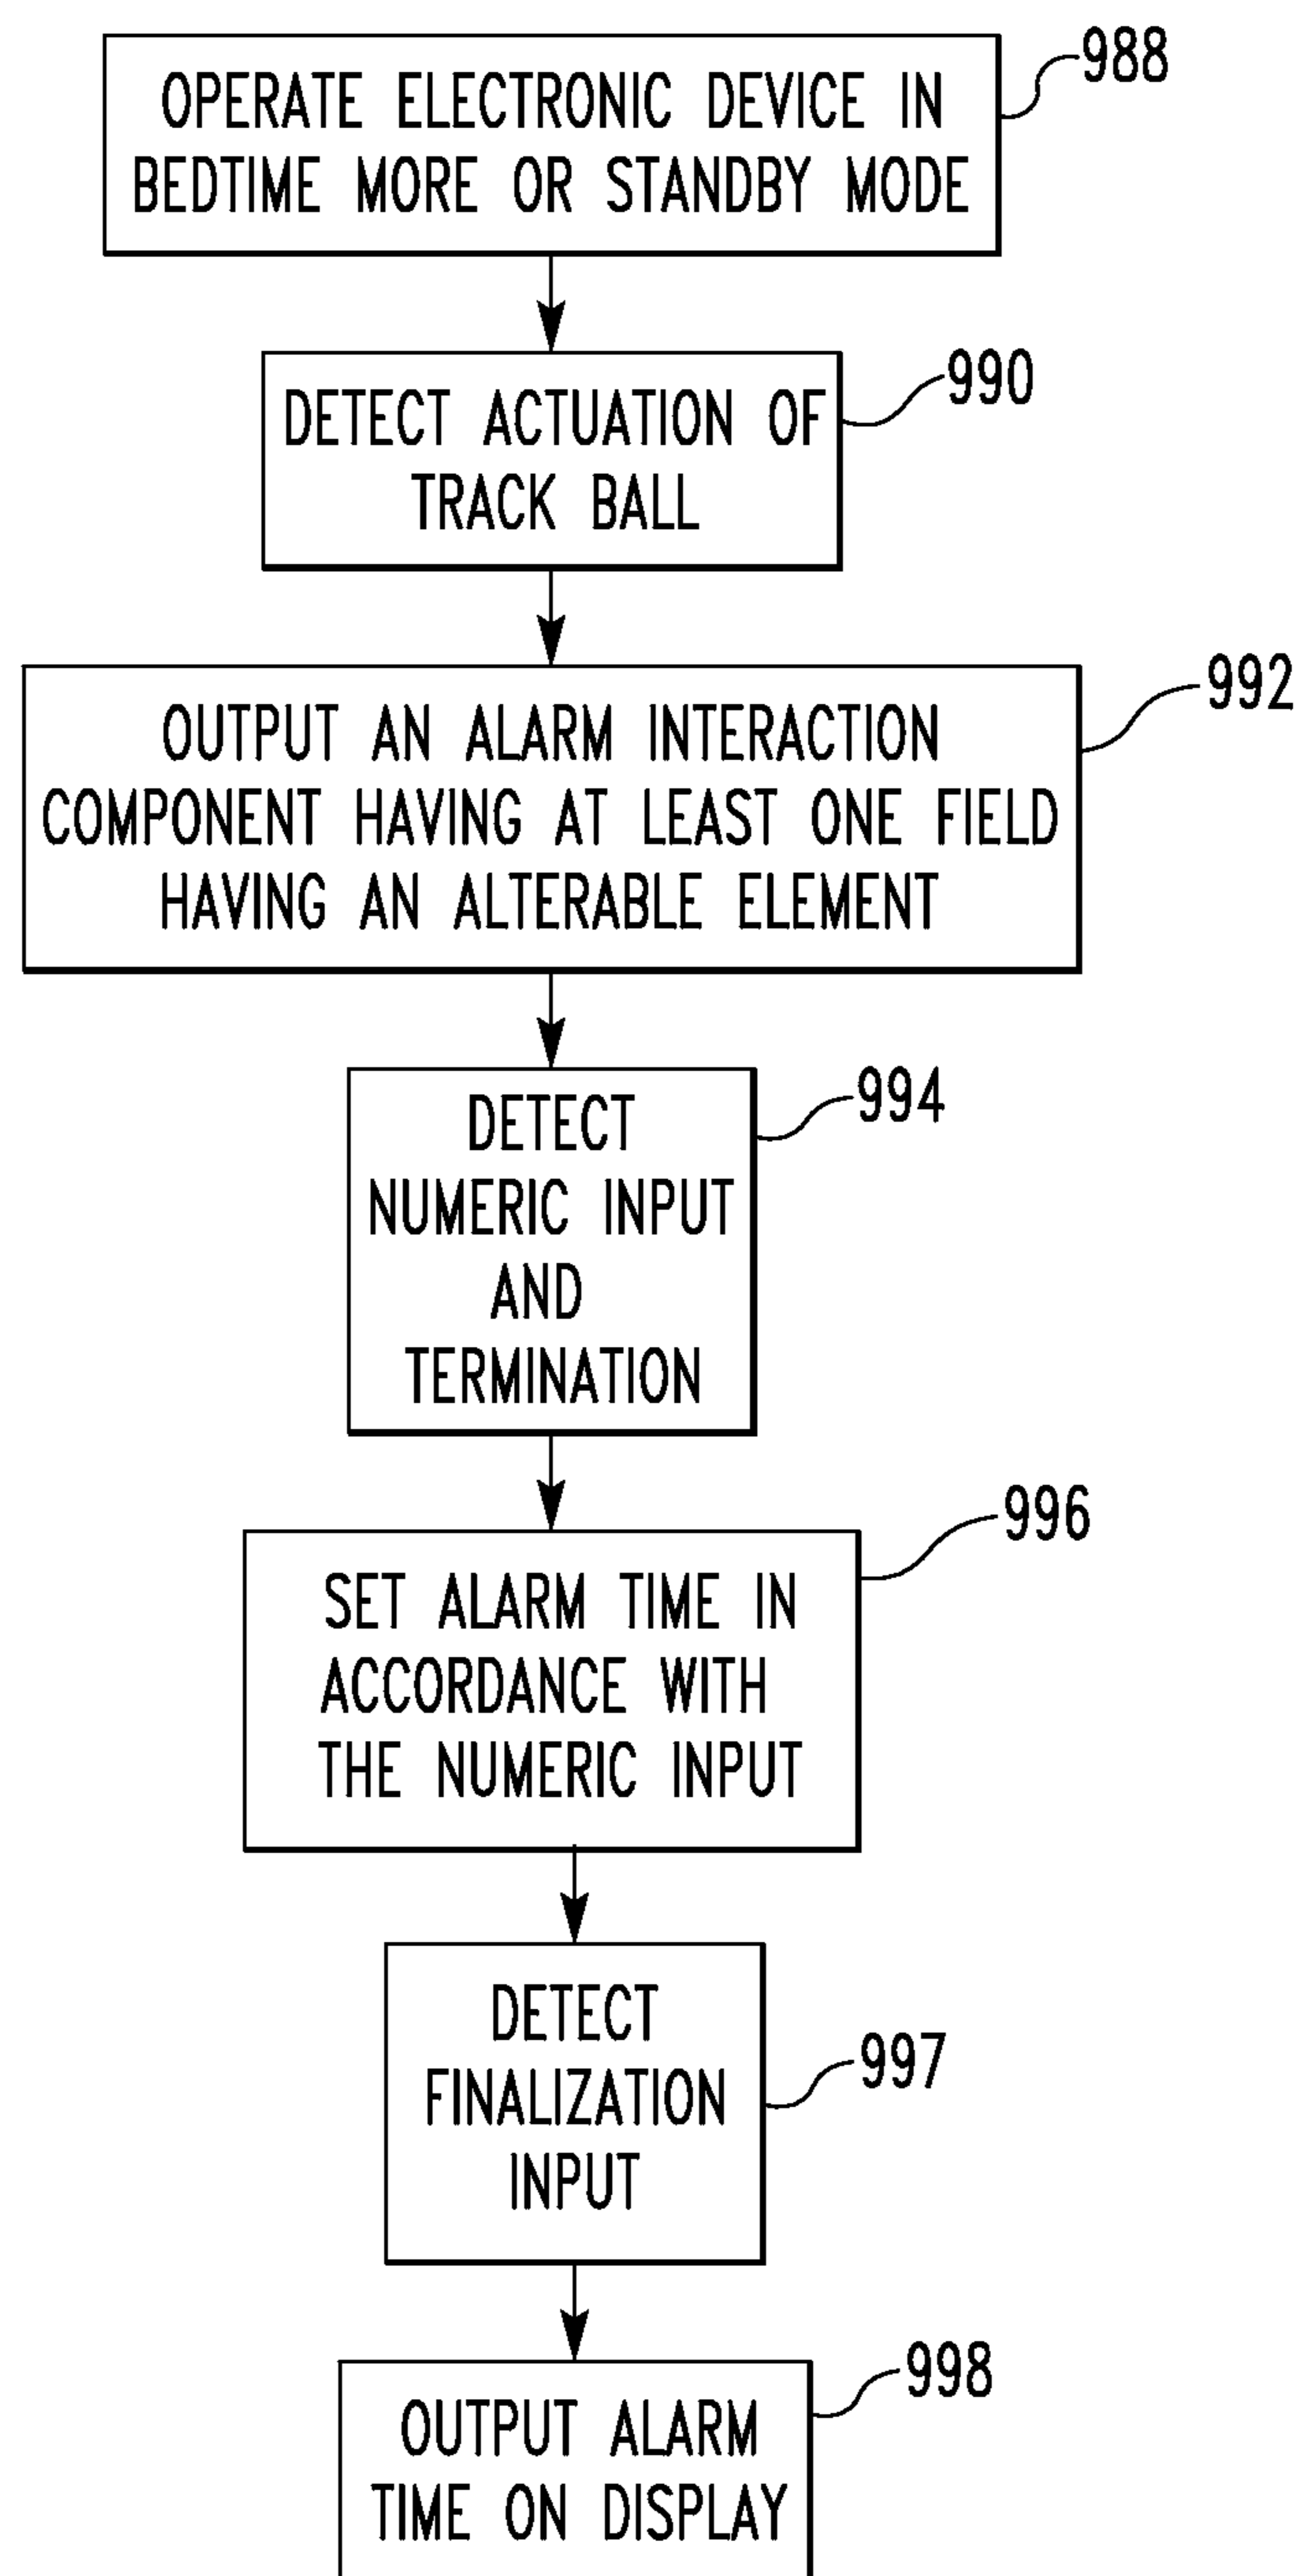 OPERATE ELECTRONIC DEVICE IN
BEDTIME MORE OR STANDBY MODE
988
DETECT ACTUATION OF
TRACK BALL
990
OUTPUT AN ALARM INTERACTION
COMPONENT HAVING AT LEAST ONE FIELD
HAVING AN ALTERABLE ELEMENT
992
DETECT
NUMERIC INPUT
AND
TERMINATION
994
SET ALARM TIME IN
ACCORDANCE WITH
THE NUMERIC INPUT
996
DETECT
FINALIZATION
INPUT
997
OUTPUT ALARM
TIME ON DISPLAY
998